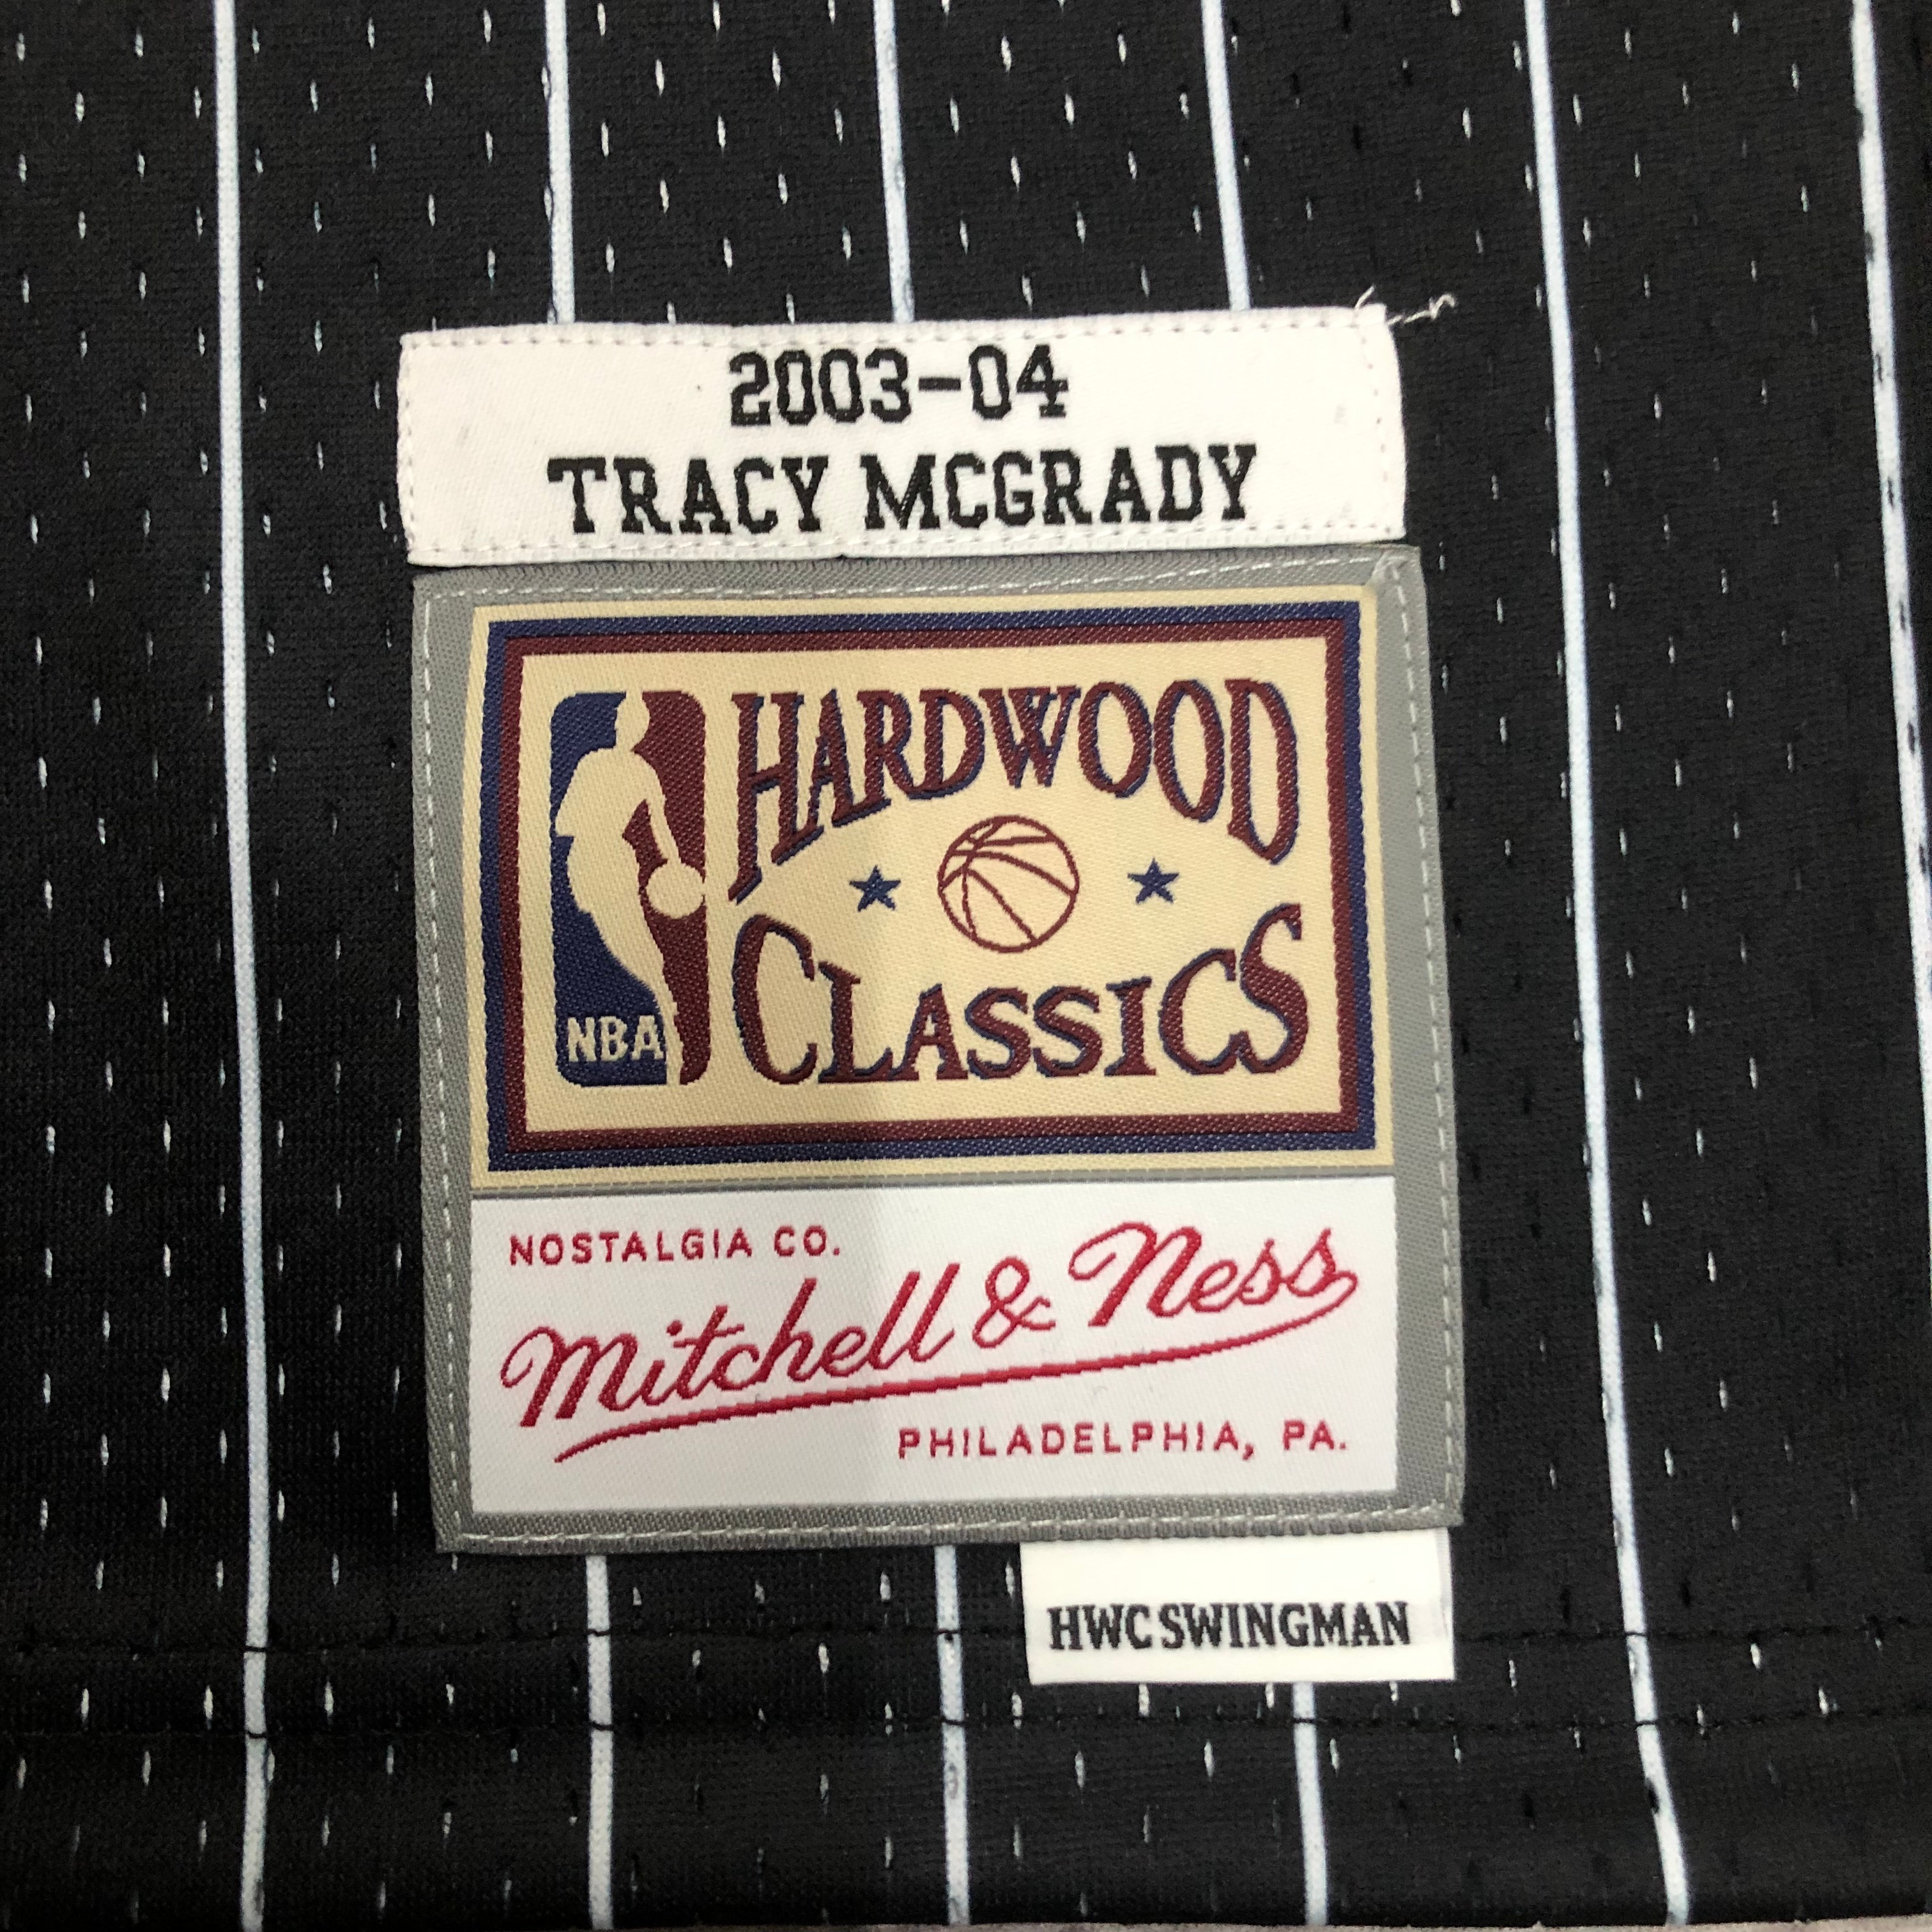 2003-04
TRACY MCGRADY
HARDWOOD
CLASSICS
NBA
NOSTALGIA CO.
Mitchell & Ness
PHILADELPHIA, PA.
HWC SWINGMAN